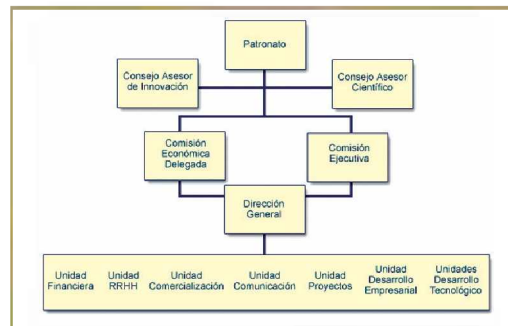 Patronato
Consejo Asesor
de Innovación
Consejo Asesor
Científico
Comisión
Económica
Delegada
Comisión
Ejecutiva
Dirección
General
Unidad
Financiera
Unidad
RRHH
Unidad
Comercialización
Unidad
Comunicación
Unidad
Proyectos
Unidad
Desarrollo
Empresarial
Unidades
Desarrollo
Tecnológico